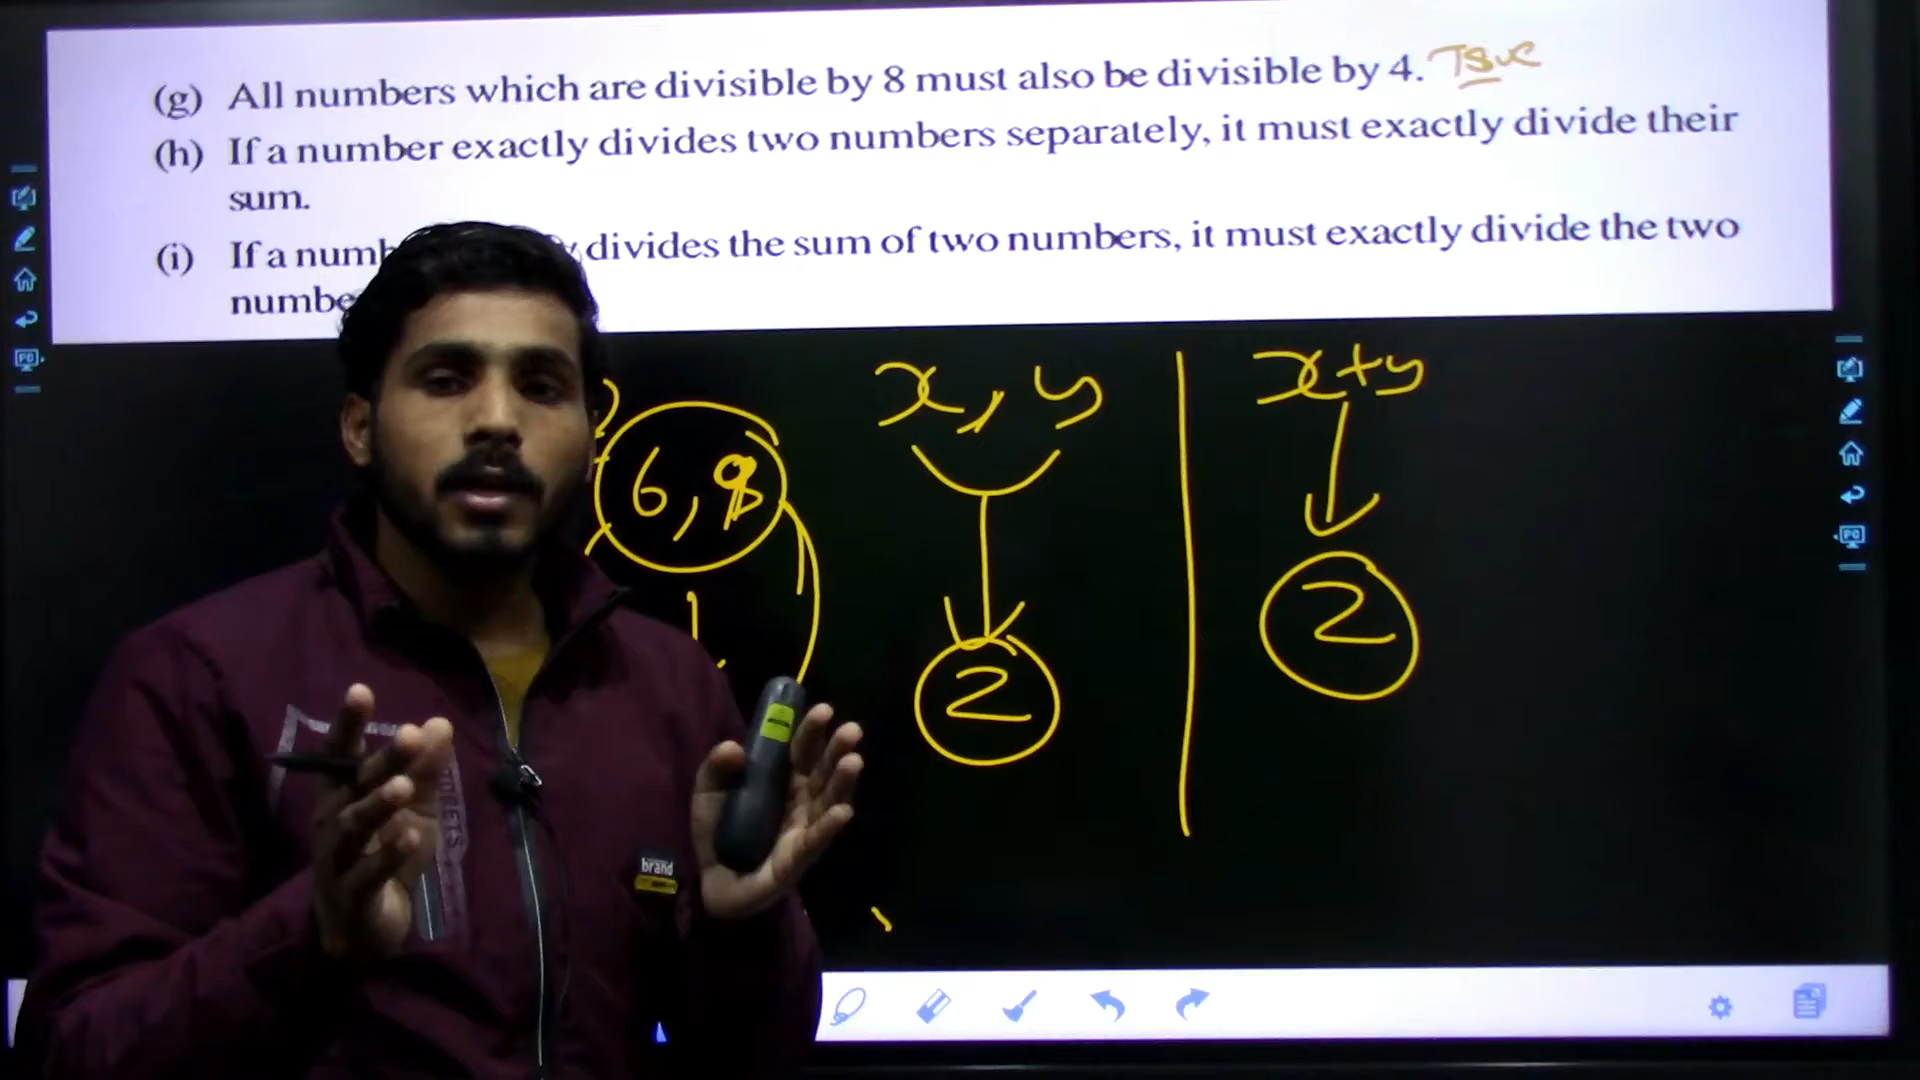 (g) All numbers which are divisible by 8 must also be divisible by 4. True
(h) If a number exactly divides two numbers separately, it must exactly divide their
sum.
(i) If a numb divides the sum of two numbers, it must exactly divide the two
numbe
6, 8
x, y
2
x+y
2
brand